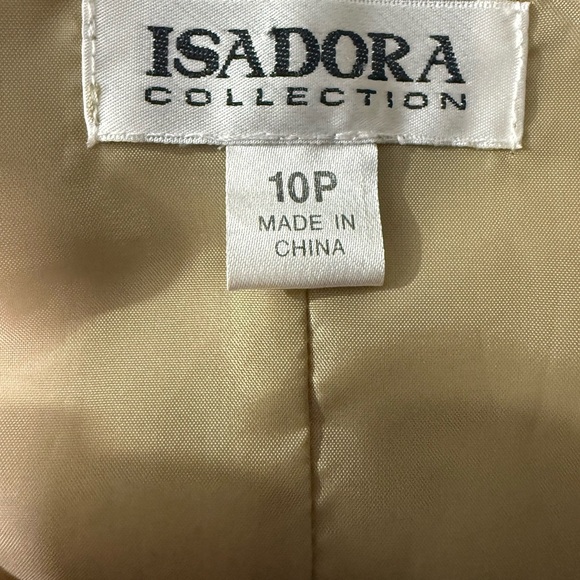 ISADORA
COLLECTION
10P
MADE IN
CHINA